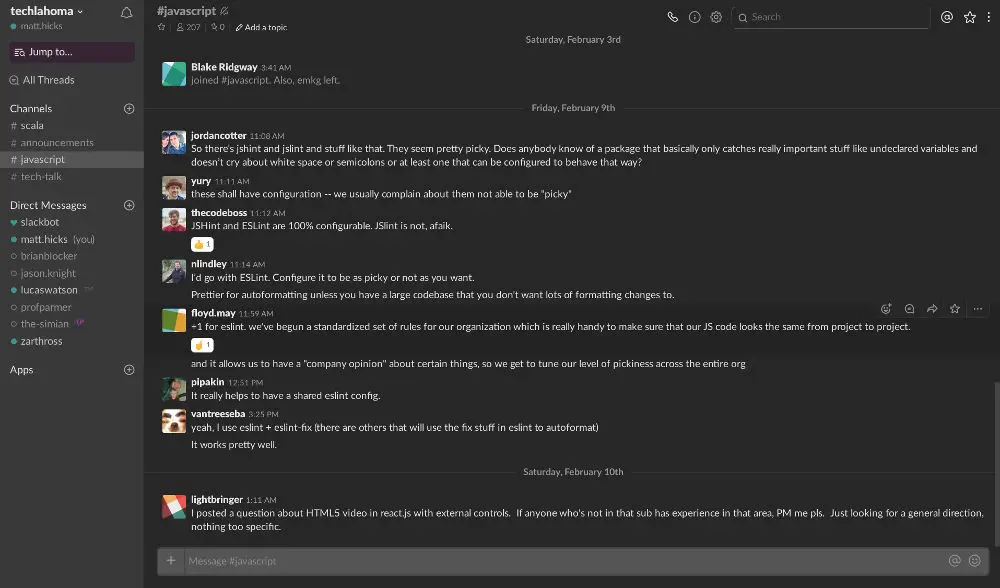 techlahoma
matt.hicks
Jump to...
All Threads
Channels
# scala
# announcements
# javascript
# tech-talk
Direct Messages
slackbot
matt.hicks (you)
brianblocker
jason.knight
lucaswatson
profparmer
the-simian
zarthross
Apps
#javascript
207
0
Add a topic
Search
Saturday, February 3rd
Blake Ridgway 3:41 AM
joined #javascript. Also, emkg left.
Friday, February 9th
jordancotter 11:08 AM
So there's jshint and jslint and stuff like that. They seem pretty picky. Does anybody know of a package that basically only catches really important stuff like undeclared variables and
doesn't cry about white space or semicolons or at least one that can be configured to behave that way?
yury 11:11 AM
these shall have configuration -- we usually complain about them not able to be "picky"
thecodeboss 11:12 AM
JSHint and ESLint are 100% configurable. JSlint is not, afaik.
1
nlindley 11:14 AM
I'd go with ESLint. Configure it to be as picky or not as you want.
Prettier for autoformatting unless you have a large codebase that you don't want lots of formatting changes to.
floyd.may 11:59 AM
+1 for eslint. we've begun a standardized set of rules for our organization which is really handy to make sure that our JS code looks the same from project to project.
1
and it allows us to have a "company opinion" about certain things, so we get to tune our level of pickiness across the entire org
pipakin 12:51 PM
It really helps to have a shared eslint config.
vantreeseba 3:25 PM
yeah, I use eslint + eslint-fix (there are others that will use the fix stuff in eslint to autoformat)
It works pretty well.
Saturday, February 10th
lightbringer 1:11 AM
I posted a question about HTML5 video in react.js with external controls. If anyone who's not in that sub has experience in that area, PM me pls. Just looking for a general direction,
nothing too specific.
Message #javascript